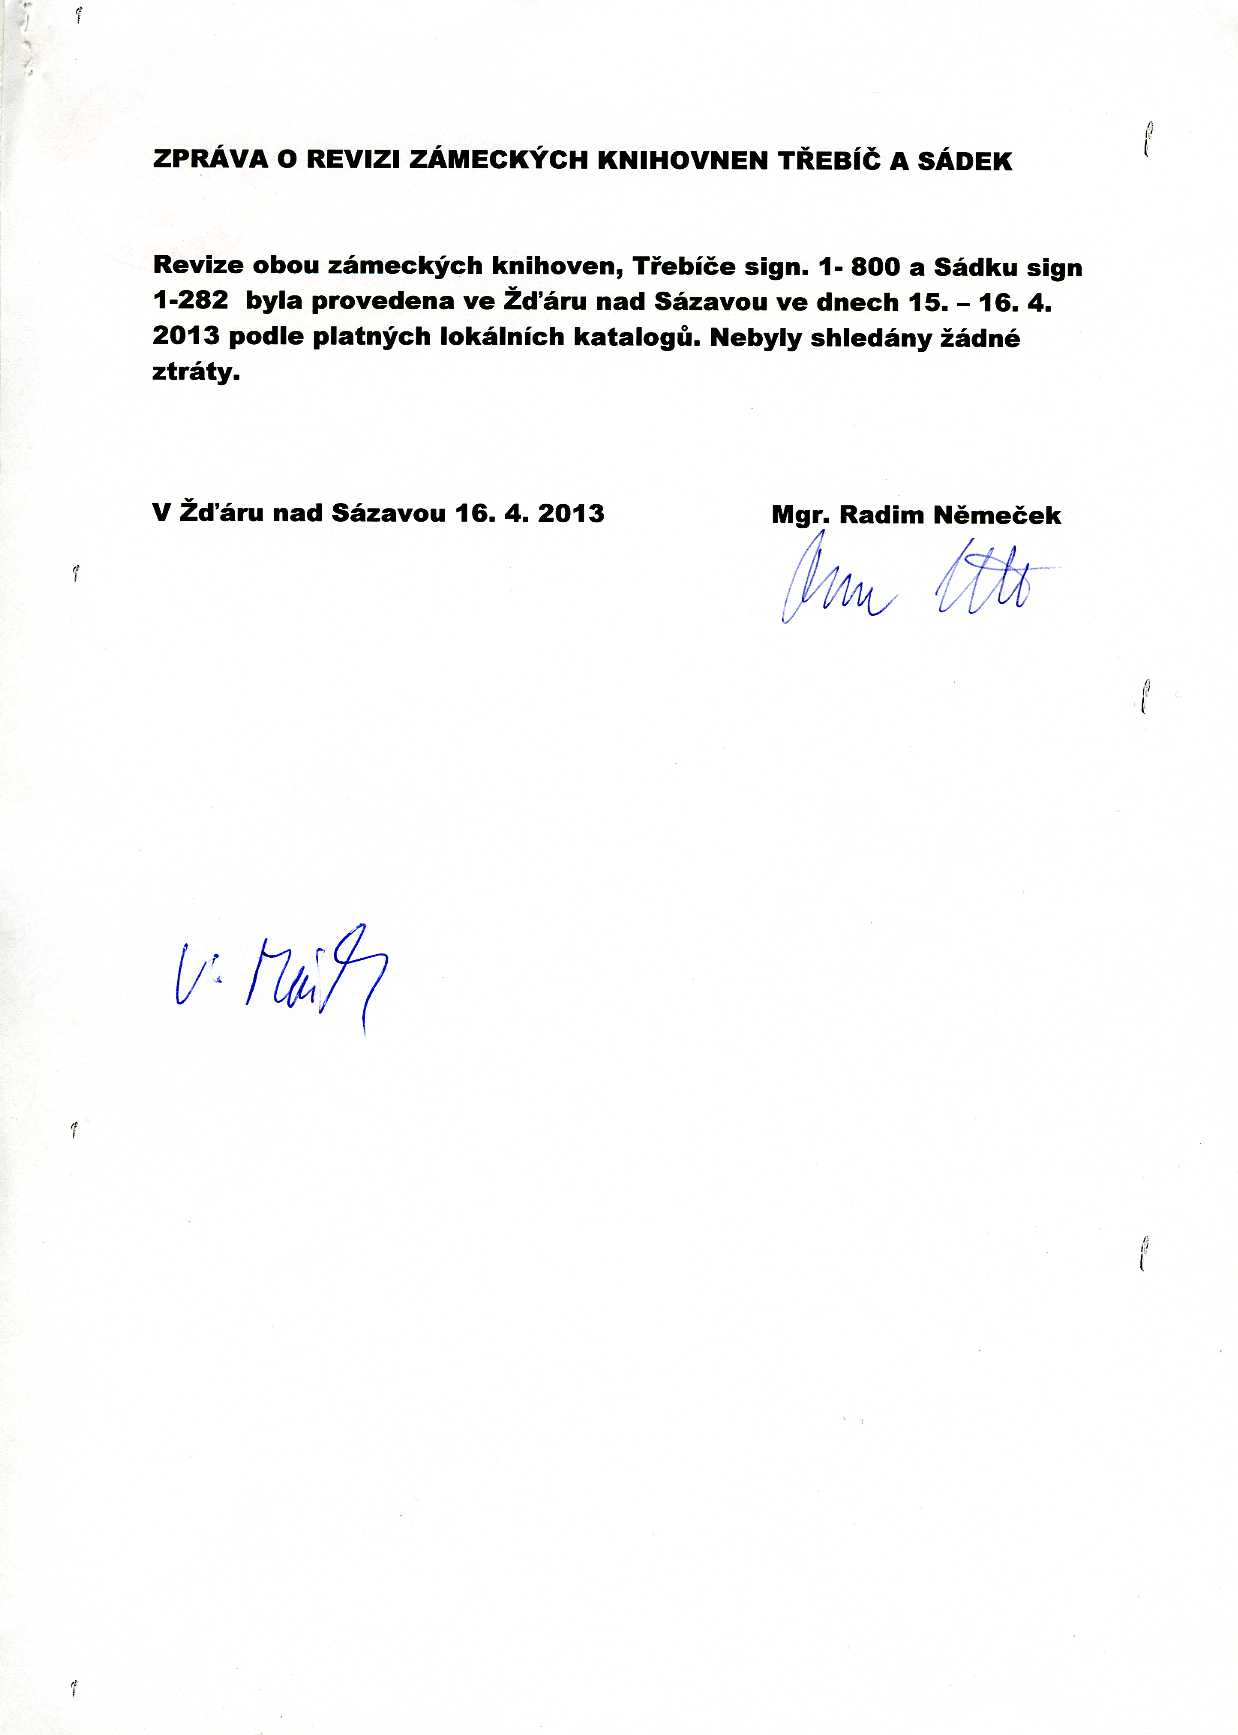 ZPRÁVA O REVIZI ZÁMECKÝCH KNIHOVNEN TŘEBÍČ A SÁDEK
Revize obou zámeckých knihoven, Třebíče sign. 1- 800 a Sádku sign
1-282 byla provedena ve Žďáru nad Sázavou ve dnech 15. – 16. 4.
2013 podle platných lokálních katalogů. Nebyly shledány žádné
ztráty.
V Žďáru nad Sázavou 16. 4. 2013 Mgr. Radim Němeček